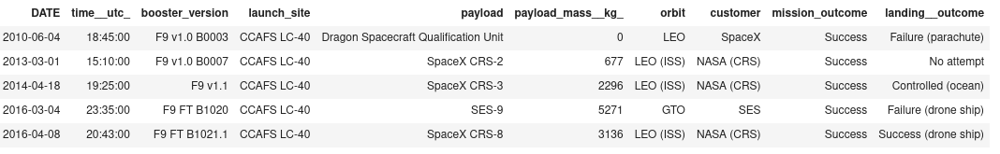 DATE time__utc_ booster_version launch_site payload payload_mass__kg_ orbit customer mission_outcome landing__outcome
2010-06-04 18:45:00 F9 v1.0 B0003 CCAFS LC-40 Dragon Spacecraft Qualification Unit 0 LEO SpaceX Success Failure (parachute)
2013-03-01 15:10:00 F9 v1.0 B0007 CCAFS LC-40 SpaceX CRS-2 677 LEO (ISS) NASA (CRS) Success No attempt
2014-04-18 19:25:00 F9 v1.1 CCAFS LC-40 SpaceX CRS-3 2296 LEO (ISS) NASA (CRS) Success Controlled (ocean)
2016-03-04 23:35:00 F9 FT B1020 CCAFS LC-40 SES-9 5271 GTO SES Success Failure (drone ship)
2016-04-08 20:43:00 F9 FT B1021.1 CCAFS LC-40 SpaceX CRS-8 3136 LEO (ISS) NASA (CRS) Success Success (drone ship)